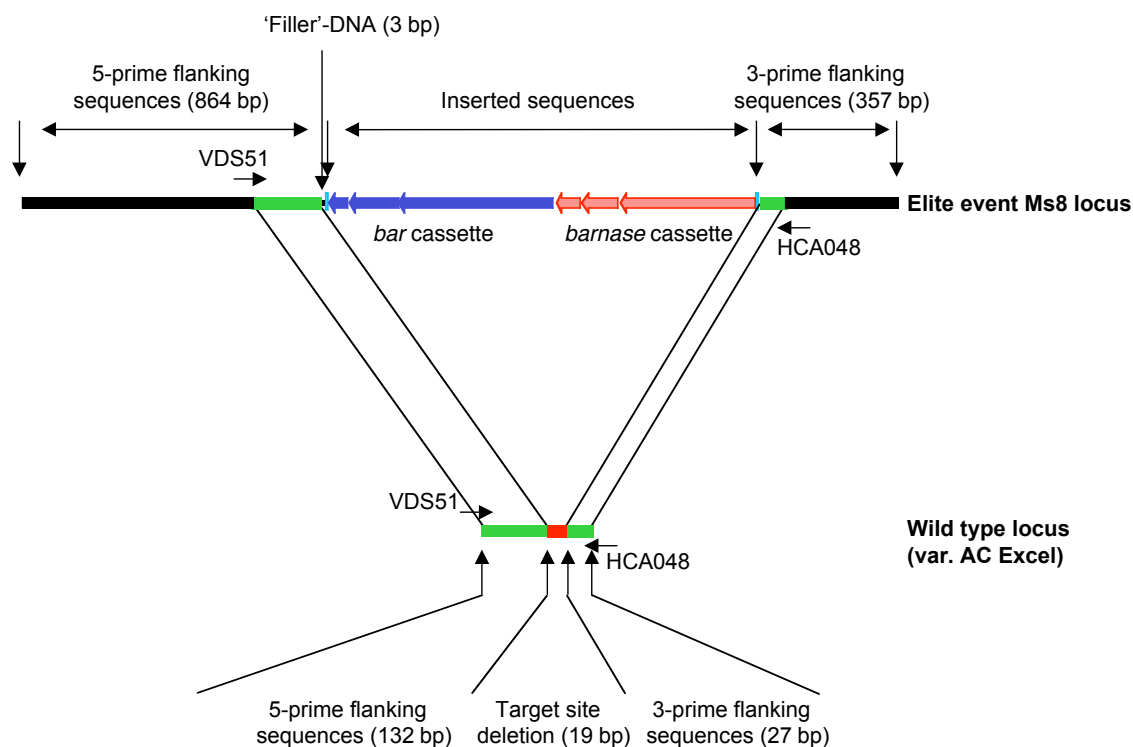 'Filler'-DNA (3 bp)
5-prime flanking
sequences (864 bp)
Inserted sequences
3-prime flanking
sequences (357 bp)
VDS51
Elite event Ms8 locus
bar cassette
barnase cassette
HCA048
VDS51
Wild type locus
(var. AC Excel)
HCA048
5-prime flanking
sequences (132 bp)
Target site
deletion (19 bp)
3-prime flanking
sequences (27 bp)